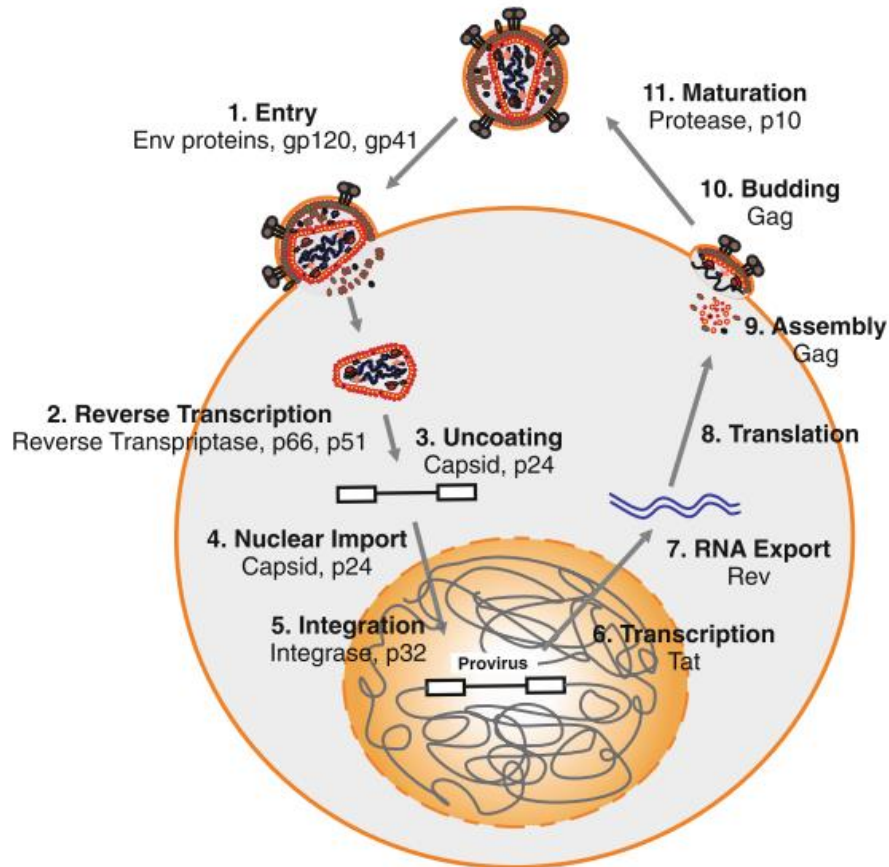 1. Entry
Env proteins, gp120, gp41
11. Maturation
Protease, p10
10. Budding
Gag
9. Assembly
Gag
2. Reverse Transcription
Reverse Transpriptase, p66, p51
3. Uncoating
Capsid, p24
8. Translation
4. Nuclear Import
Capsid, p24
7. RNA Export
Rev
5. Integration
Integrase, p32
6. Transcription
Tat
Provirus